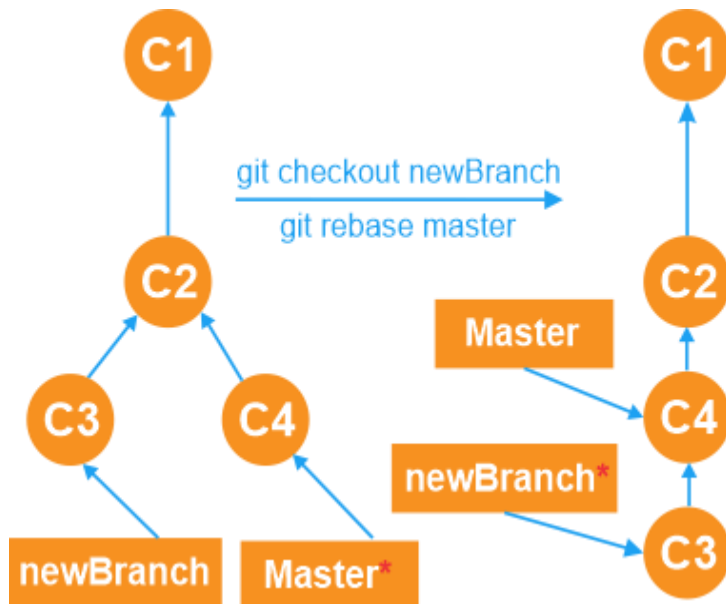 C1
C1
git checkout newBranch
git rebase master
C2
C2
Master
C3
C4
C4
newBranch*
newBranch
Master*
C3